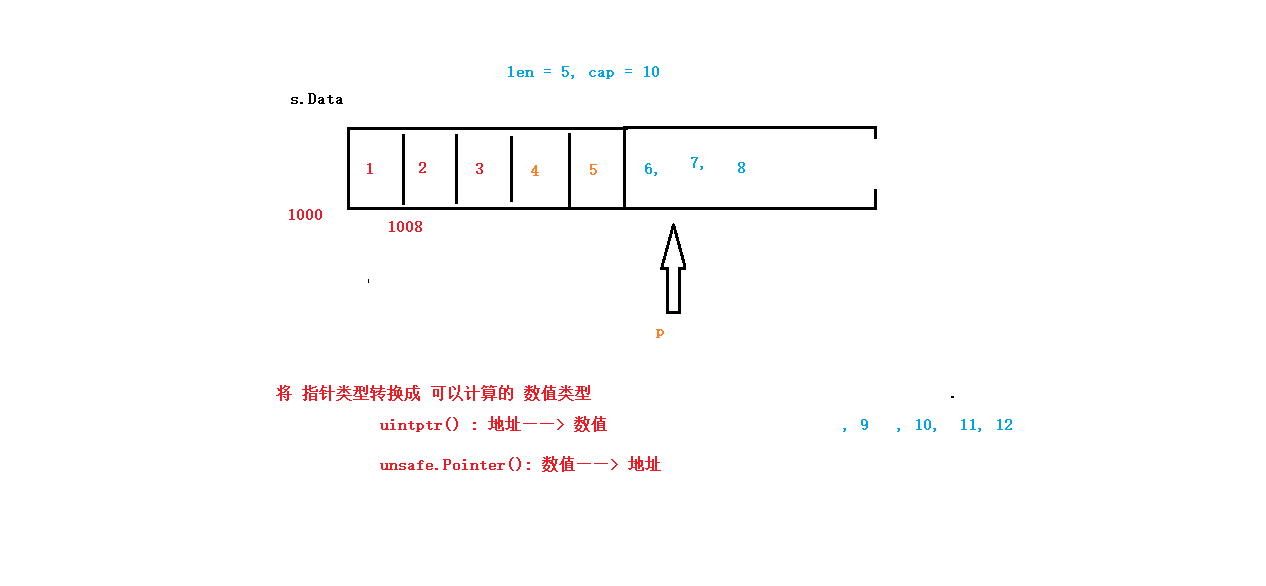 len = 5, cap = 10
s.Data
1 2 3 4 5 6, 7, 8
1000
1008
p
将 指针类型转换成 可以计算的 数值类型
uintptr() : 地址——> 数值
, 9 , 10, 11, 12
unsafe.Pointer(): 数值——> 地址